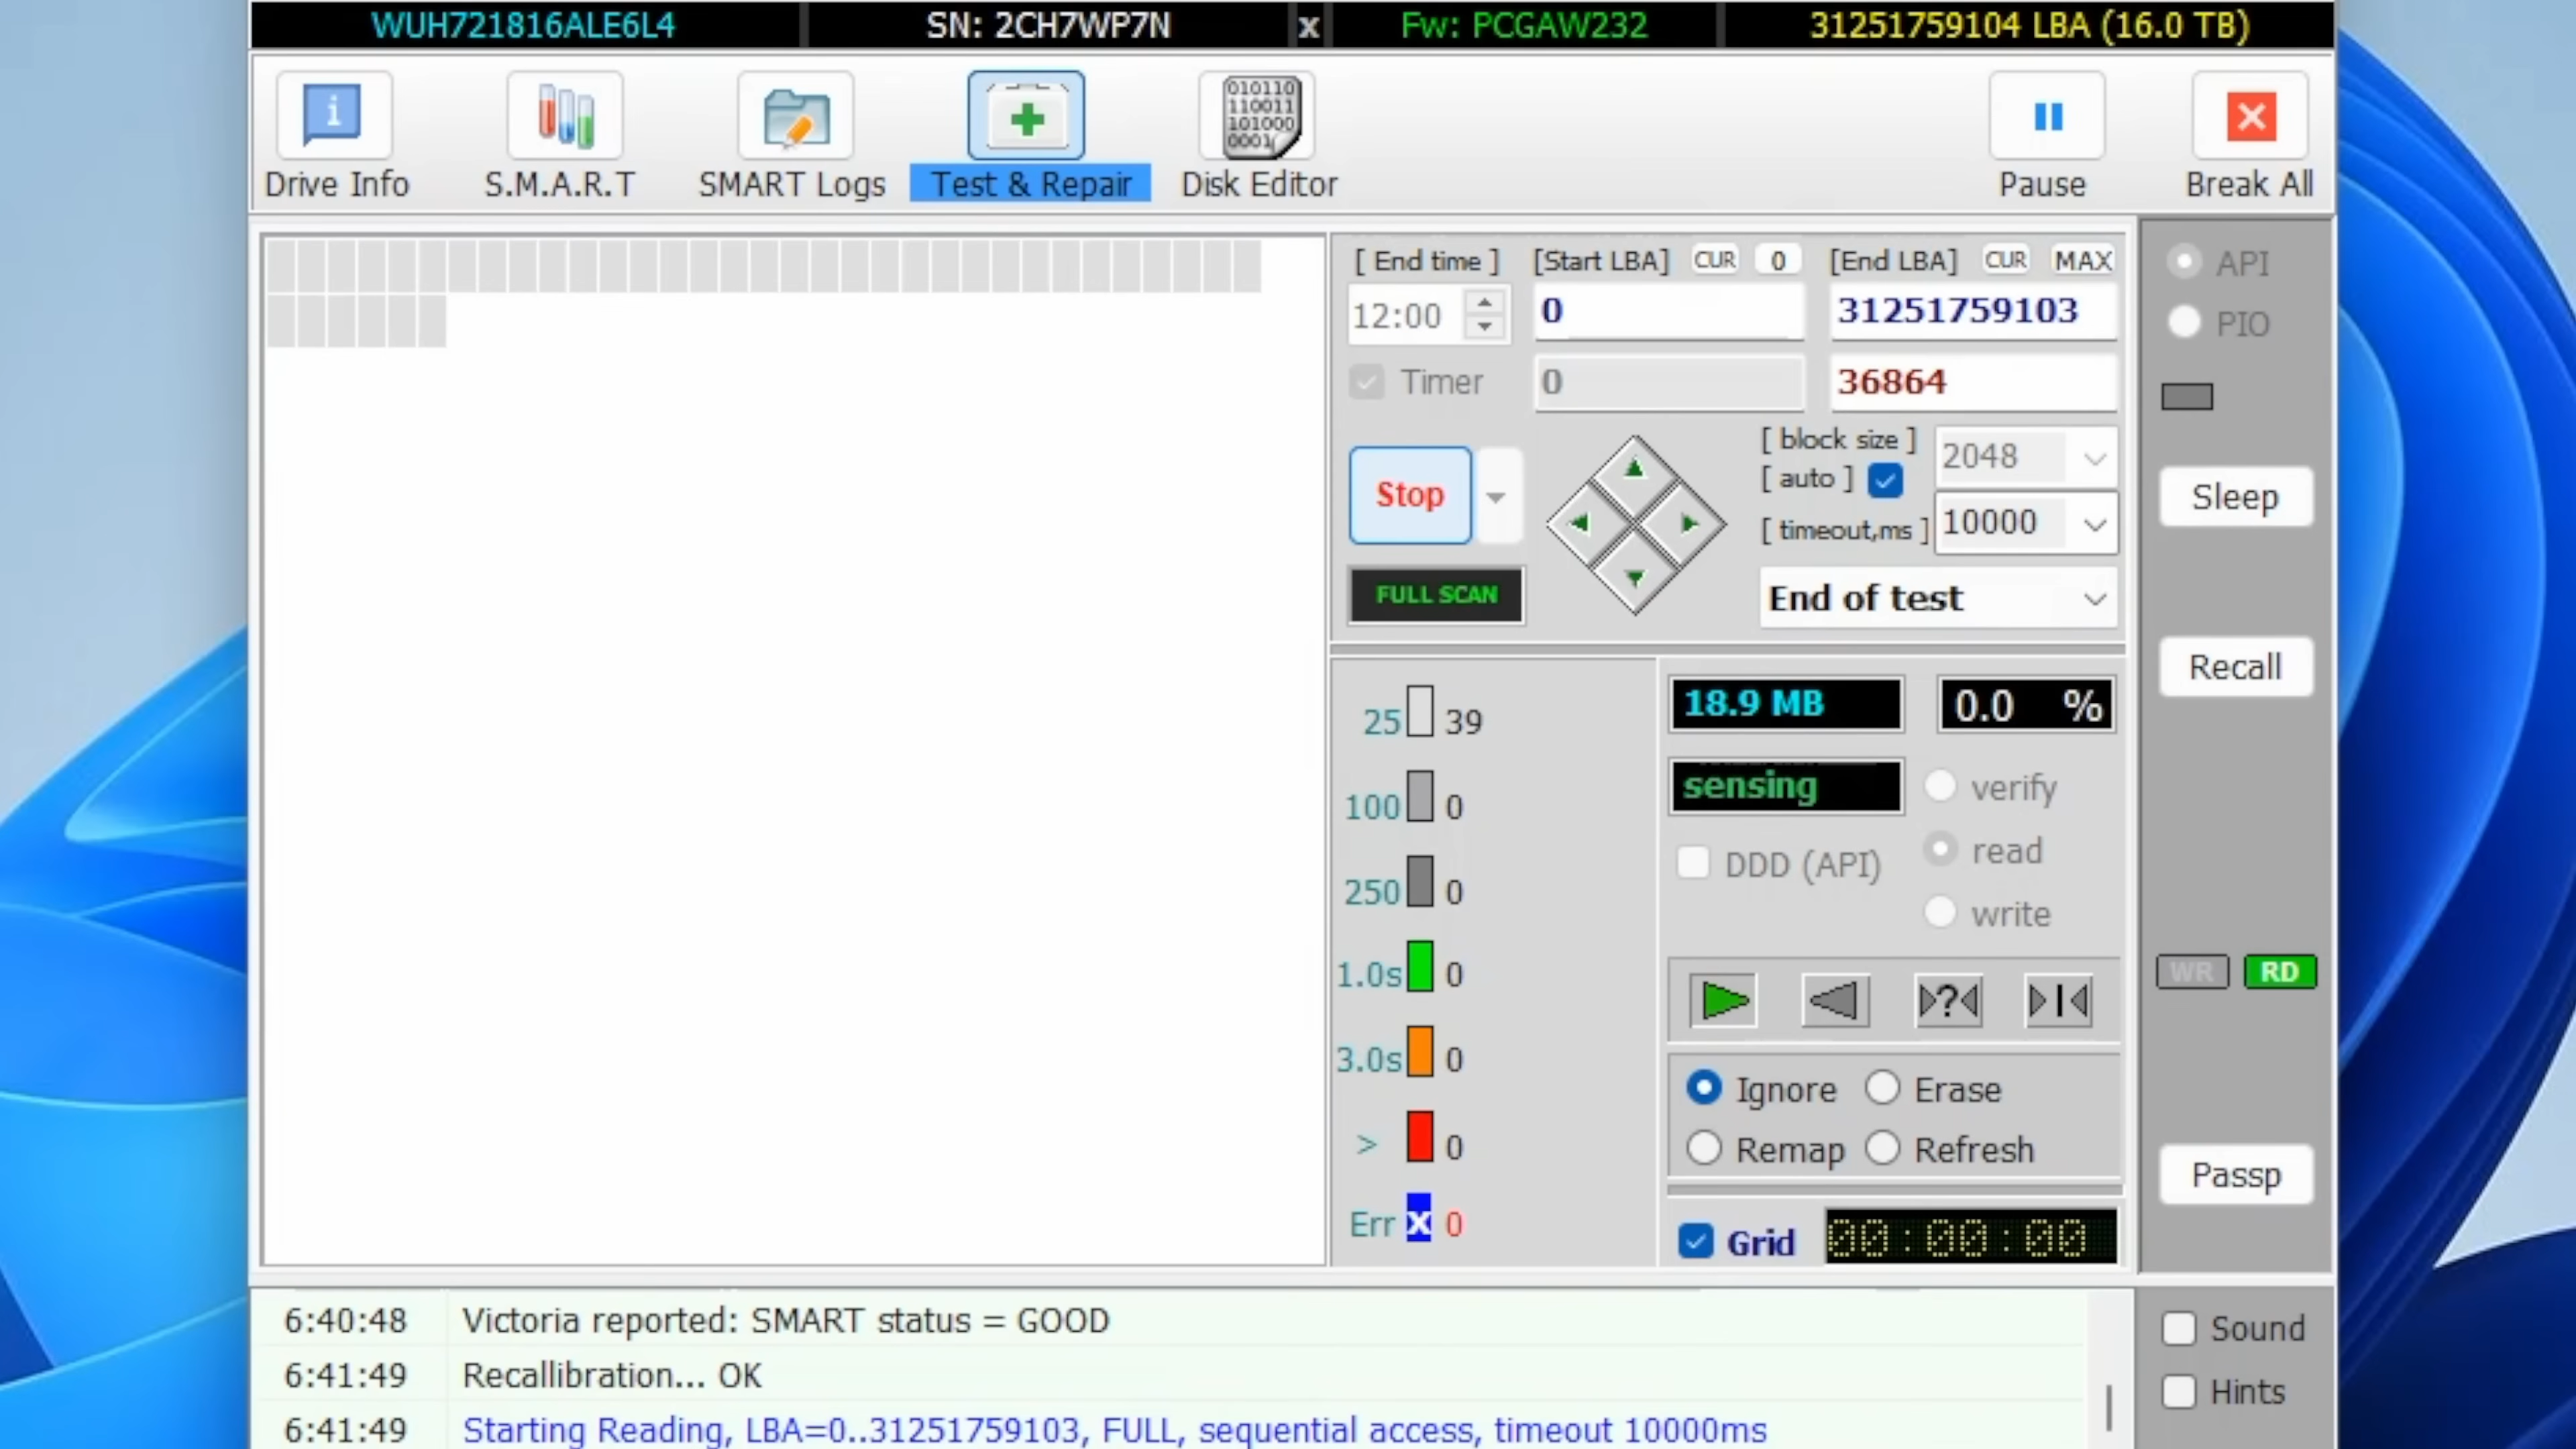 WUH721816ALE6L4 SN: 2CH7WP7N x Fw: PCGAW232 31251759104 LBA (16.0 TB)
Drive Info S.M.A.R.T SMART Logs Test & Repair Disk Editor Pause Break All
010110
110011
101000
0001
[ End time ] [Start LBA] CUR 0 [End LBA] CUR MAX
12:00 0 31251759103
Timer 0 36864
[ block size ] 2048
[ auto ]
Stop
[ timeout,ms ] 10000
FULL SCAN
End of test
API
PIO
Sleep
Recall
WR RD
Passp
25 39
100 0
250 0
1.0s 0
3.0s 0
> 0
Err x 0
18.9 MB 0.0 %
sensing verify
DDD (API) read
write
?
Ignore Erase
Remap Refresh
Grid 00:00:00
6:40:48 Victoria reported: SMART status = GOOD
6:41:49 Recallibration... OK
6:41:49 Starting Reading, LBA=0..31251759103, FULL, sequential access, timeout 10000ms
Sound
Hints